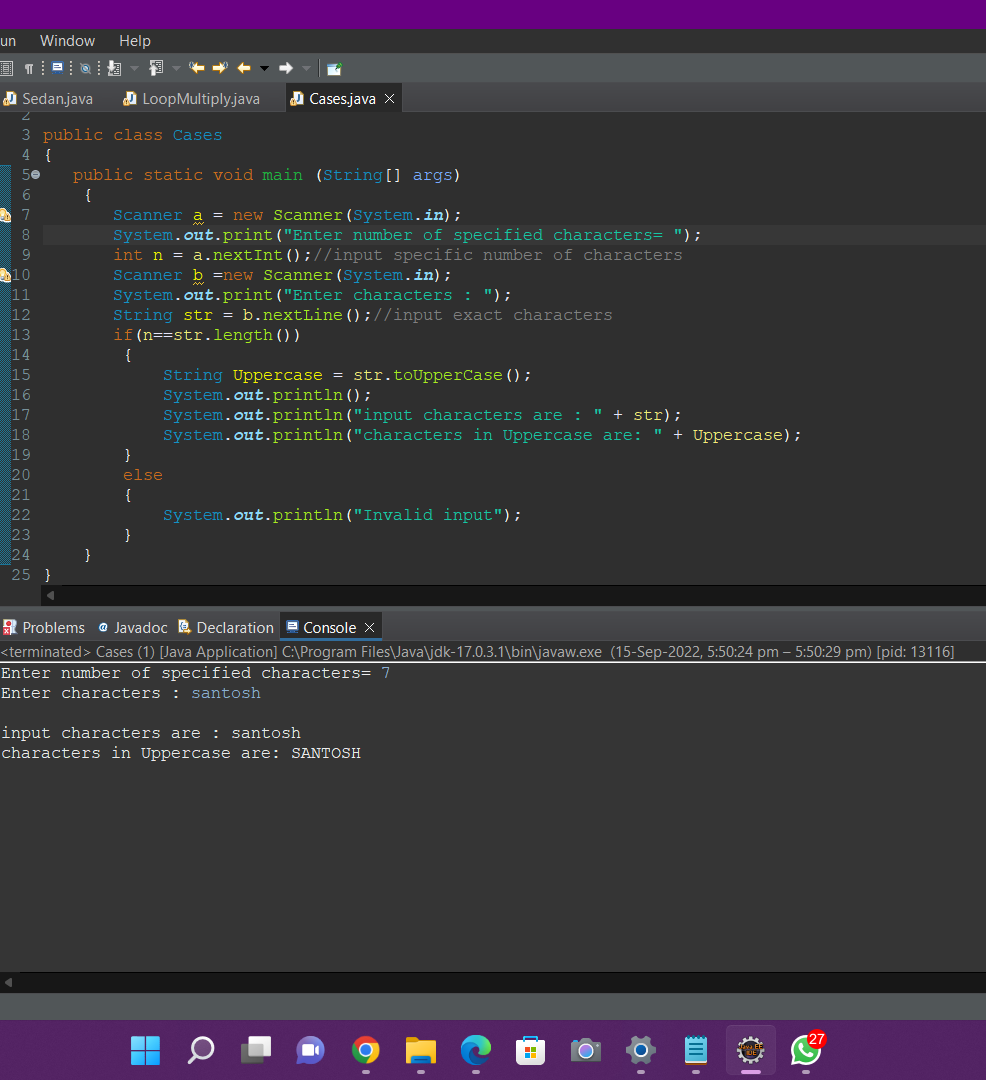 un Window Help
Sedan.java LoopMultiply.java Cases.java
2
3 public class Cases
4 {
5 public static void main (String[] args)
6 {
7 Scanner a = new Scanner(System.in);
8 System.out.print("Enter number of specified characters= ");
9 int n = a.nextInt();//input specific number of characters
10 Scanner b =new Scanner(System.in);
11 System.out.print("Enter characters : ");
12 String str = b.nextLine();//input exact characters
13 if(n==str.length())
14 {
15 String Uppercase = str.toUpperCase();
16 System.out.println();
17 System.out.println("input characters are : " + str);
18 System.out.println("characters in Uppercase are: " + Uppercase);
19 }
20 else
21 {
22 System.out.println("Invalid input");
23 }
24 }
25 }
Problems @ Javadoc Declaration Console
<terminated> Cases (1) [Java Application] C:\Program Files\Java\jdk-17.0.3.1\bin\javaw.exe (15-Sep-2022, 5:50:24 pm – 5:50:29 pm) [pid: 13116]
Enter number of specified characters= 7
Enter characters : santosh
input characters are : santosh
characters in Uppercase are: SANTOSH
27